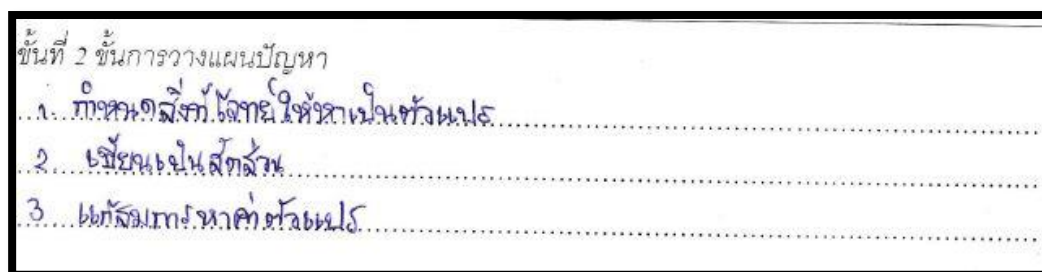 ขั้นที่ 2 ขั้นการวางแผนปัญหา
1. กำหนดสิ่งที่โจทย์ให้หาเป็นตัวแปร
2. เขียนเป็นสัดส่วน
3 แก้สมการหาค่าตัวแปร